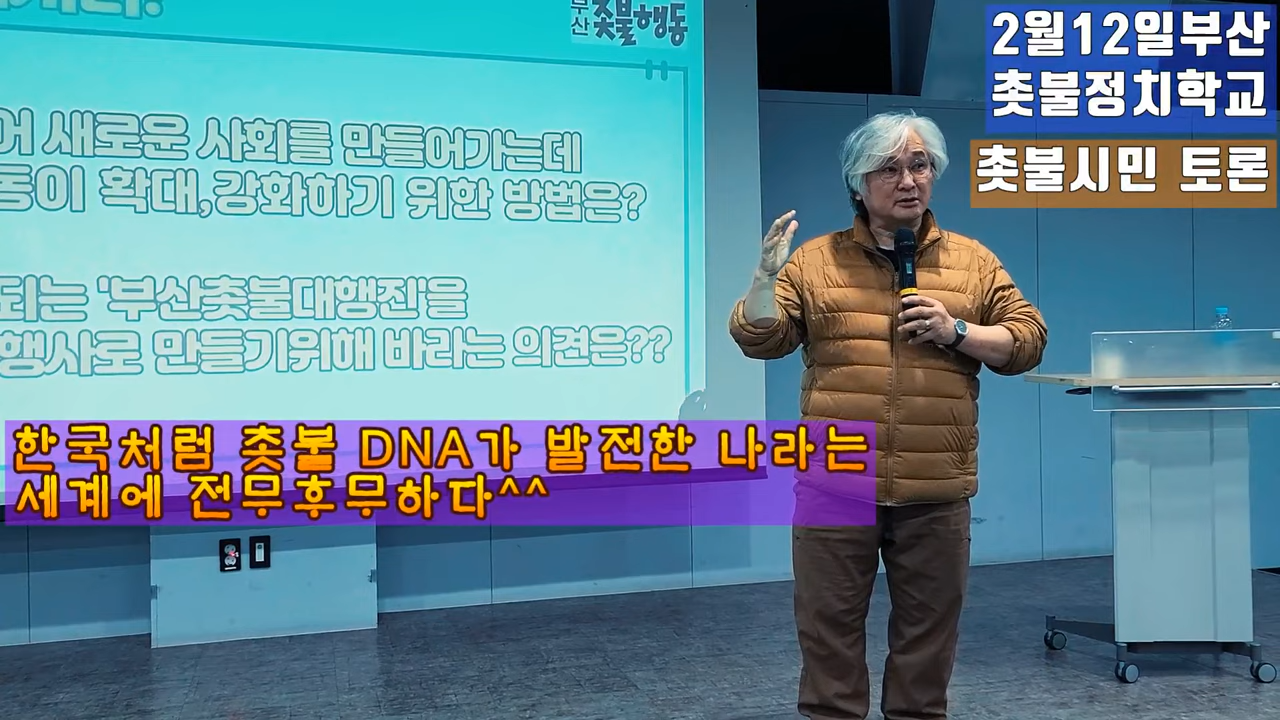 부산 촛불행동
2월12일부산
촛불정치학교
촛불시민 토론
새로운 사회를 만들어가는데
확대,강화하기 위한 방법은?
되는 '부산촛불대행진'을
행사로 만들기위해 바라는 의견은??
한국처럼 촛불 DNA가 발전한 나라는
세계에 전무후무하다^^